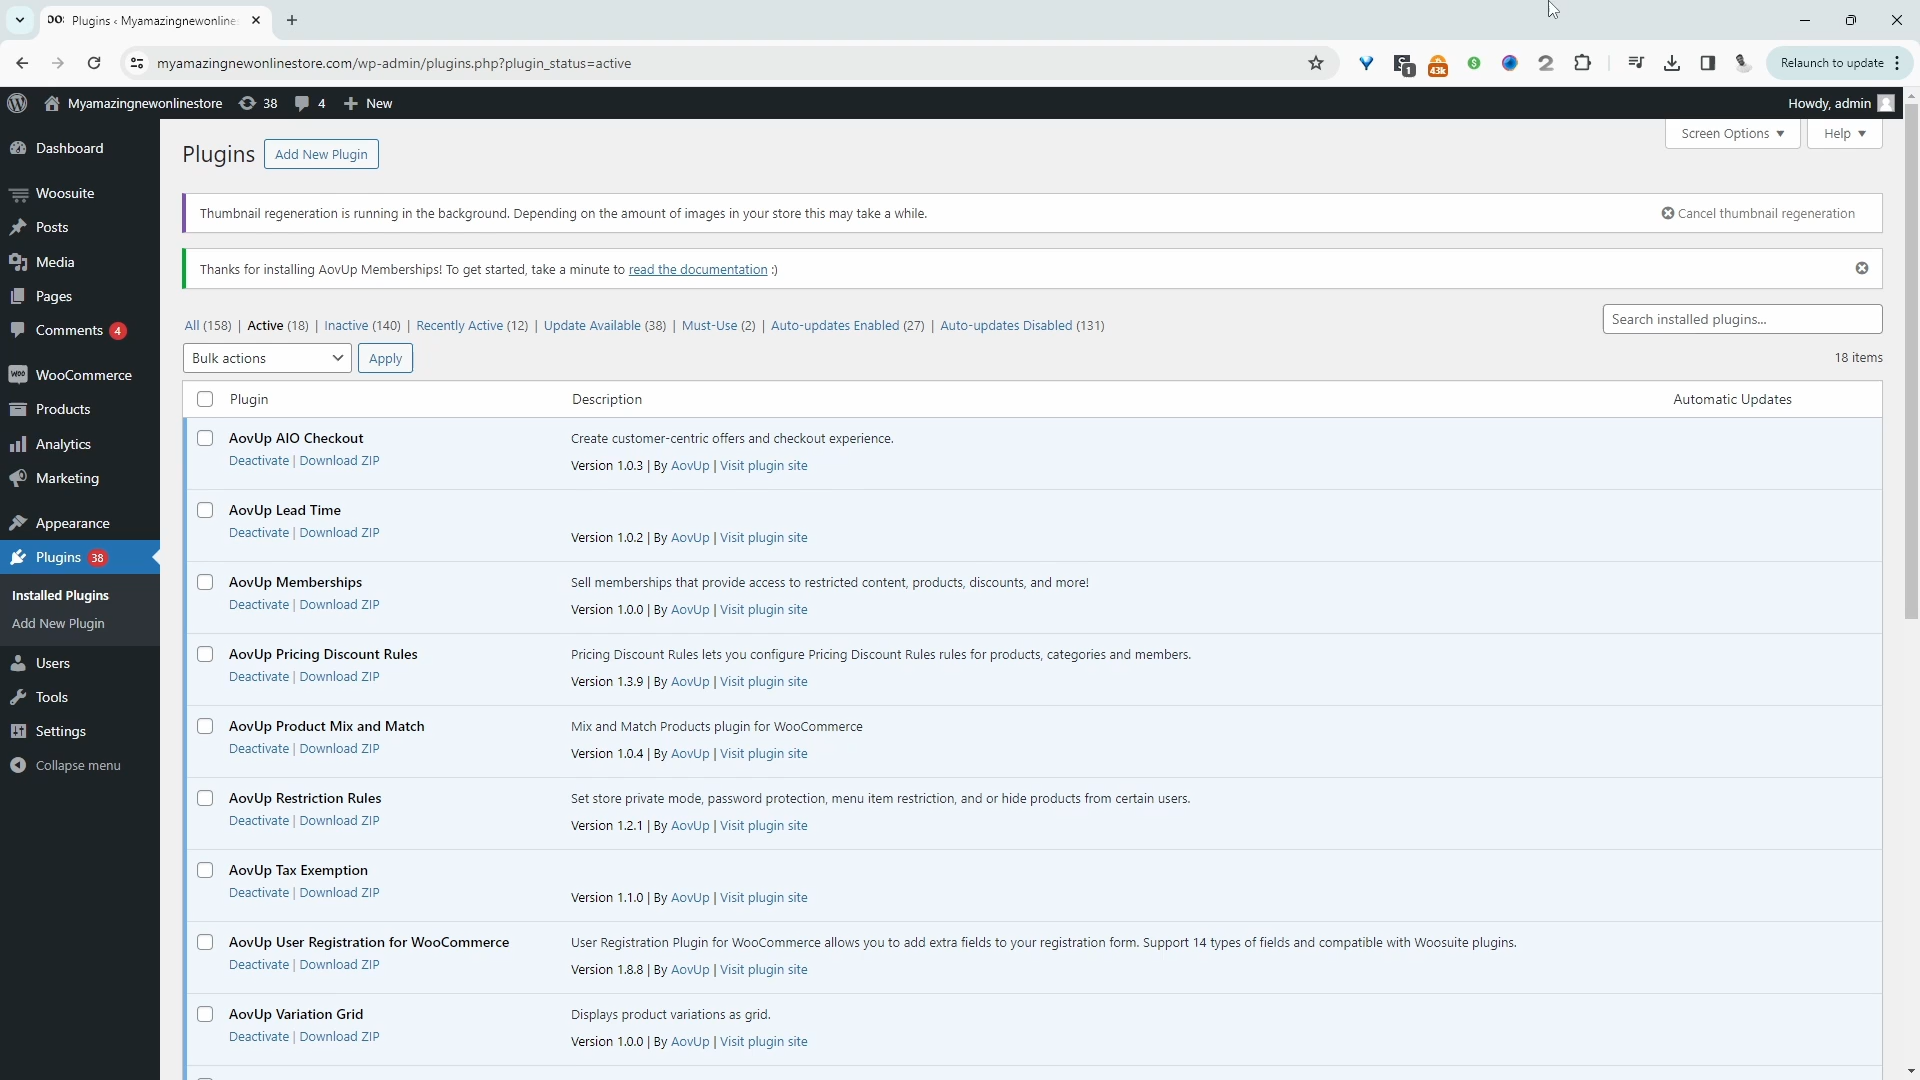 Plugins ‹ Myamazingnewonline
myamazingnewonlinestore.com/wp-admin/plugins.php?plugin_status=active
1
43k
Relaunch to update
Myamazingnewonlinestore
38
4
New
Howdy, admin
Dashboard
Woosuite
Posts
Media
Pages
Comments 4
WooCommerce
Products
Analytics
Marketing
Appearance
Plugins 38
Installed Plugins
Add New Plugin
Users
Tools
Settings
Collapse menu
Screen Options
Help
Plugins
Add New Plugin
Thumbnail regeneration is running in the background. Depending on the amount of images in your store this may take a while.
Cancel thumbnail regeneration
Thanks for installing AovUp Memberships! To get started, take a minute to read the documentation :)
All (158) | Active (18) | Inactive (140) | Recently Active (12) | Update Available (38) | Must-Use (2) | Auto-updates Enabled (27) | Auto-updates Disabled (131)
Search installed plugins...
Bulk actions
Apply
18 items
Plugin Description Automatic Updates
AovUp AIO Checkout
Deactivate | Download ZIP
Create customer-centric offers and checkout experience.
Version 1.0.3 | By AovUp | Visit plugin site
AovUp Lead Time
Deactivate | Download ZIP
Version 1.0.2 | By AovUp | Visit plugin site
AovUp Memberships
Deactivate | Download ZIP
Sell memberships that provide access to restricted content, products, discounts, and more!
Version 1.0.0 | By AovUp | Visit plugin site
AovUp Pricing Discount Rules
Deactivate | Download ZIP
Pricing Discount Rules lets you configure Pricing Discount Rules rules for products, categories and members.
Version 1.3.9 | By AovUp | Visit plugin site
AovUp Product Mix and Match
Deactivate | Download ZIP
Mix and Match Products plugin for WooCommerce
Version 1.0.4 | By AovUp | Visit plugin site
AovUp Restriction Rules
Deactivate | Download ZIP
Set store private mode, password protection, menu item restriction, and or hide products from certain users.
Version 1.2.1 | By AovUp | Visit plugin site
AovUp Tax Exemption
Deactivate | Download ZIP
Version 1.1.0 | By AovUp | Visit plugin site
AovUp User Registration for WooCommerce
Deactivate | Download ZIP
User Registration Plugin for WooCommerce allows you to add extra fields to your registration form. Support 14 types of fields and compatible with Woosuite plugins.
Version 1.8.8 | By AovUp | Visit plugin site
AovUp Variation Grid
Deactivate | Download ZIP
Displays product variations as grid.
Version 1.0.0 | By AovUp | Visit plugin site